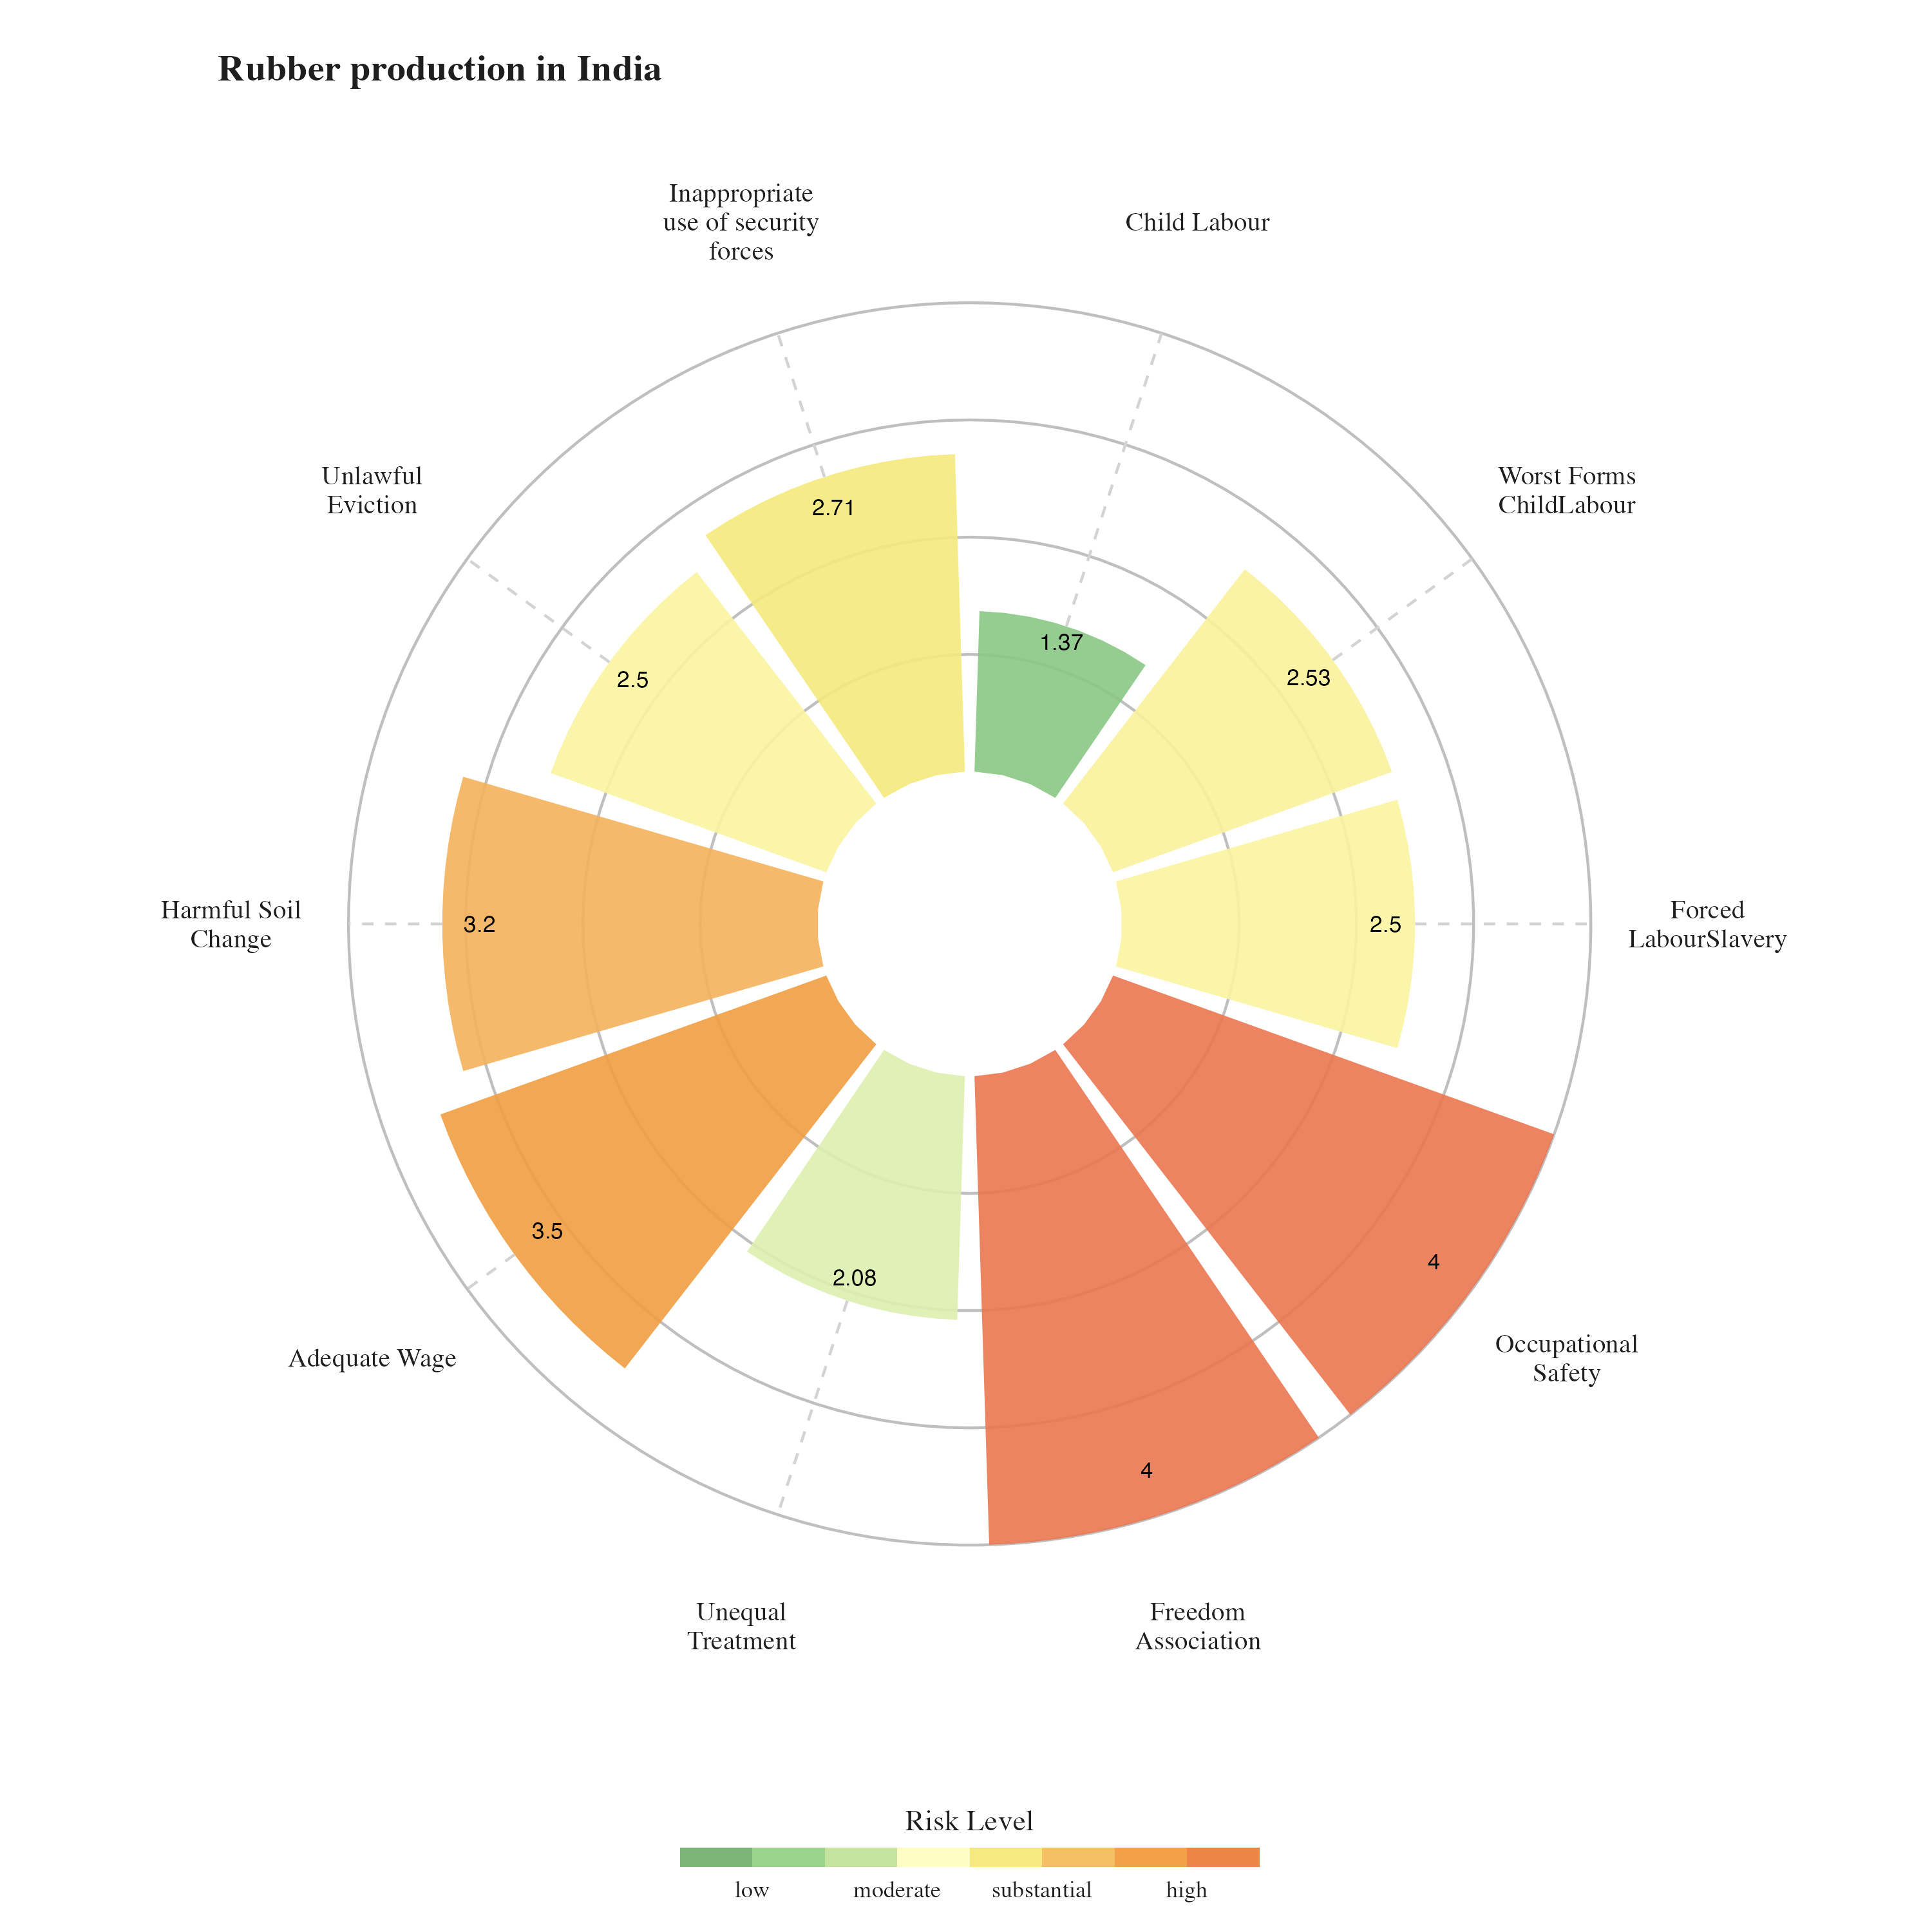 Rubber production in India
Inappropriate
use of security
forces
Child Labour
Unlawful
Eviction
Worst Forms
ChildLabour
2.71
1.37
2.5
2.53
Harmful Soil
Change
3.2
2.5
Forced
LabourSlavery
3.5
2.08
4
4
Adequate Wage
Occupational
Safety
Unequal
Treatment
Freedom
Association
Risk Level
low moderate substantial high